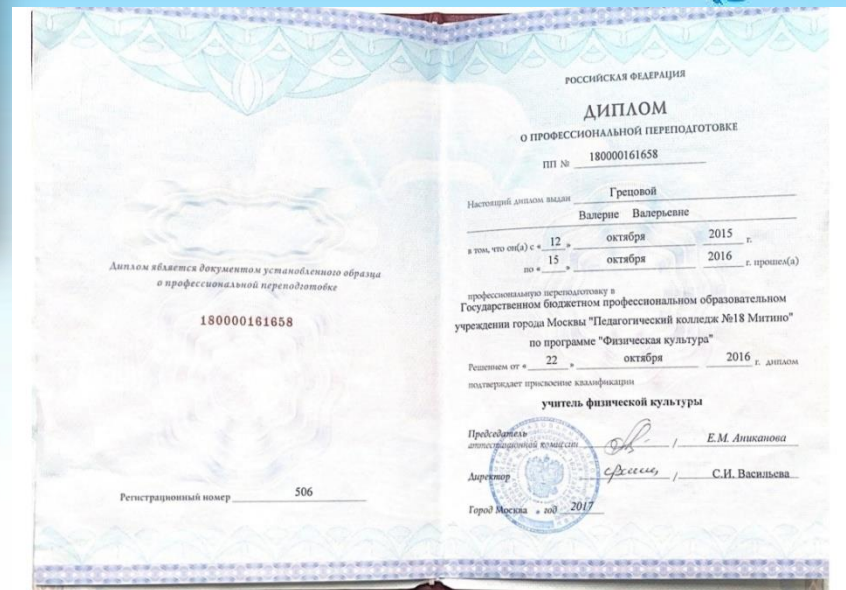 Диплом является документом установленного образца
о профессиональной переподготовке
180000161658
Регистрационный номер 506
РОССИЙСКАЯ ФЕДЕРАЦИЯ
ДИПЛОМ
О ПРОФЕССИОНАЛЬНОЙ ПЕРЕПОДГОТОВКЕ
ПП № 180000161658
Настоящий диплом выдан Грецовой
Валерие Валерьевне
в том, что он(а) с « 12 » октября 2015 г.
по « 15 » октября 2016 г. прошел(а)
профессиональную переподготовку в
Государственном бюджетном профессиональном образовательном
учреждении города Москвы "Педагогический колледж №18 Митино"
по программе "Физическая культура"
Решением от « 22 » октября 2016 г. диплом
подтверждает присвоение квалификации
учитель физической культуры
Председатель
аттестационной комиссии / Е.М. Аниканова
Директор / С.И. Васильева
Город Москва год 2017